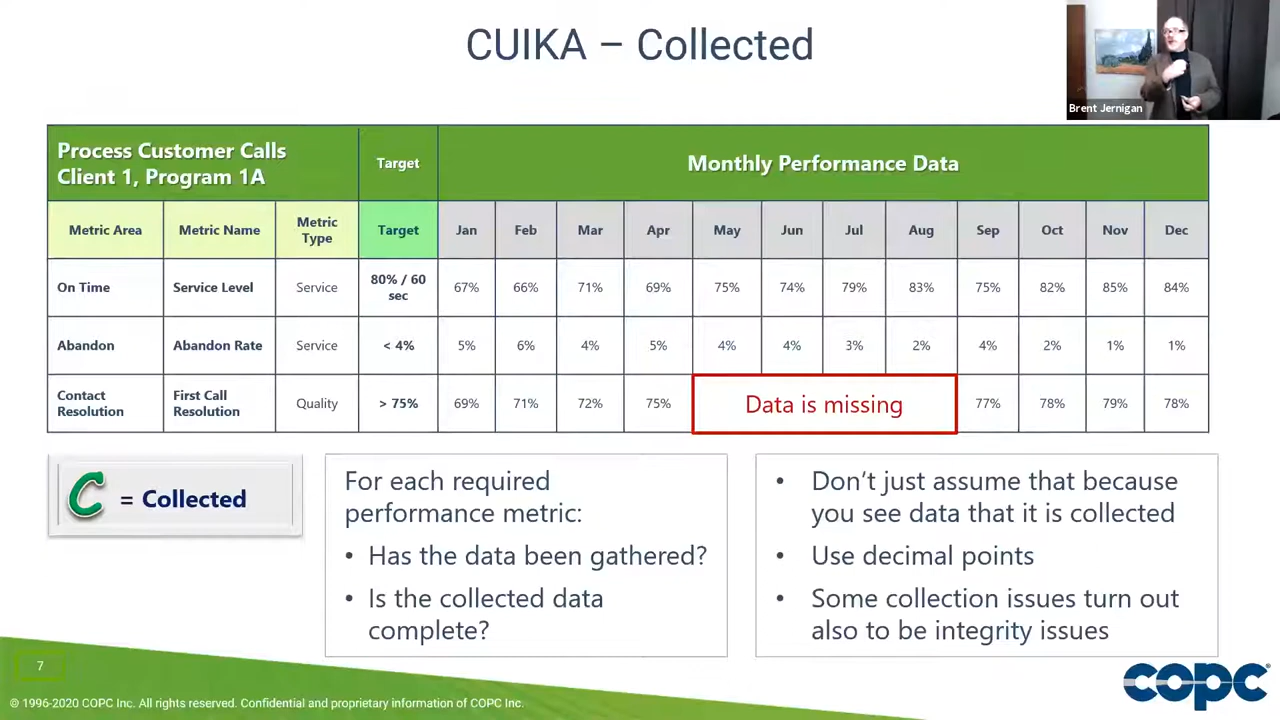 CUIKA – Collected
Brent Jernigan
Process Customer Calls
Client 1, Program 1A
Target
Monthly Performance Data
Metric Area Metric Name Metric Type Target Jan Feb Mar Apr May Jun Jul Aug Sep Oct Nov Dec
On Time Service Level Service 80% / 60 sec 67% 66% 71% 69% 75% 74% 79% 83% 75% 82% 85% 84%
Abandon Abandon Rate Service < 4% 5% 6% 4% 5% 4% 4% 3% 2% 4% 2% 1% 1%
Contact Resolution First Call Resolution Quality > 75% 69% 71% 72% 75% Data is missing 77% 78% 79% 78%
C = Collected
For each required
performance metric:
• Has the data been gathered?
• Is the collected data
complete?
• Don't just assume that because
you see data that it is collected
• Use decimal points
• Some collection issues turn out
also to be integrity issues
7
© 1996-2020 COPC Inc. All rights reserved. Confidential and proprietary information of COPC Inc.
copc®